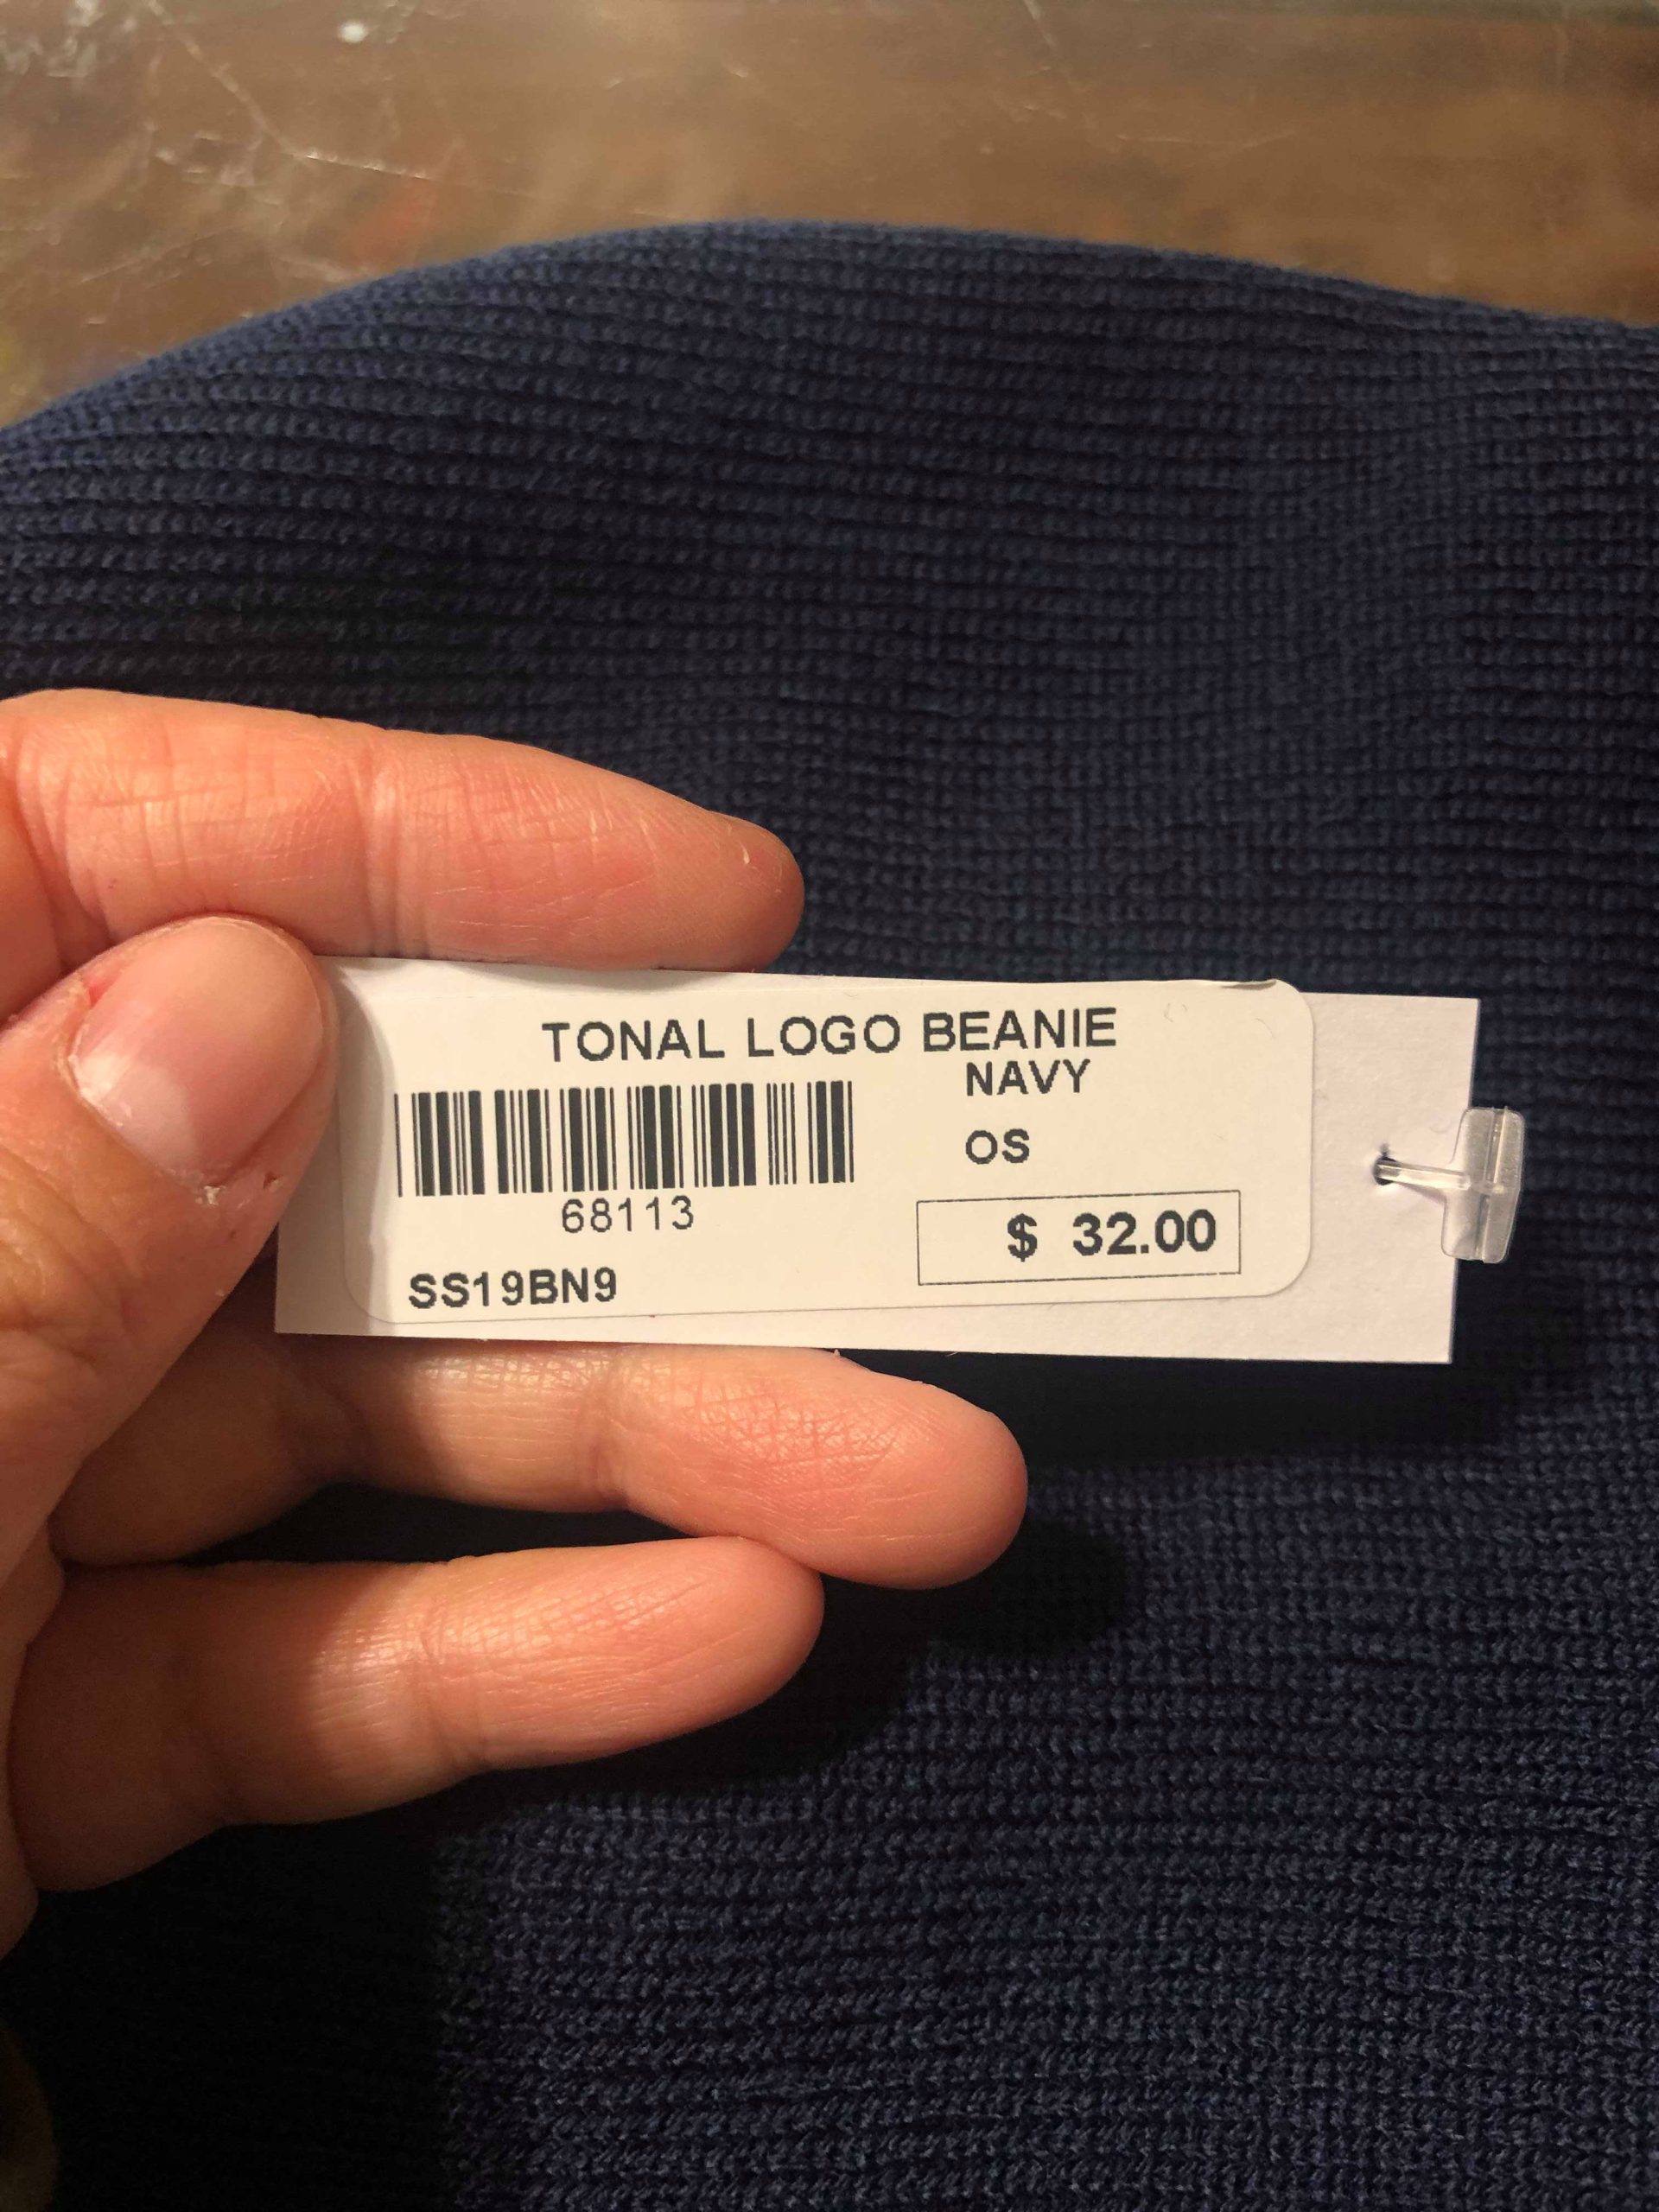 TONAL LOGO BEANIE
NAVY
OS
68113
$ 32.00
SS19BN9